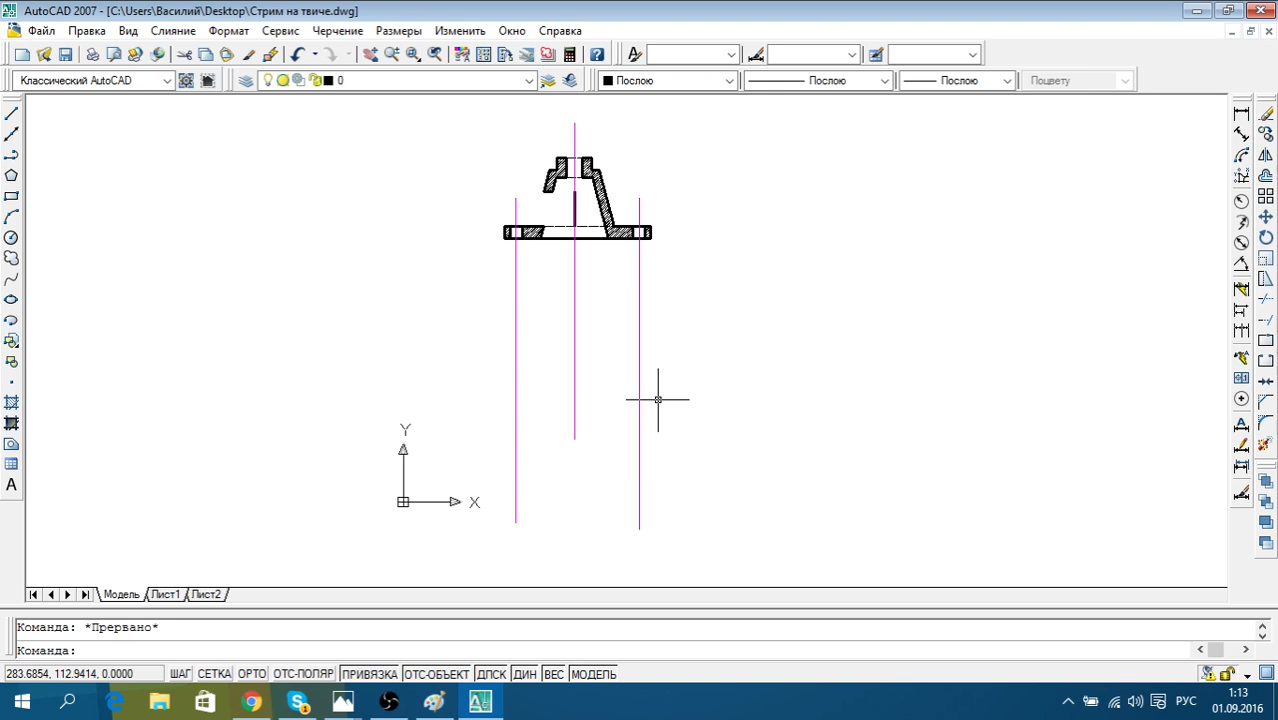 AutoCAD 2007 - [C:\Users\Василий\Desktop\Стрим на твиче.dwg]
Файл Правка Вид Слияние Формат Сервис Черчение Размеры Изменить Окно Справка
Классический AutoCAD 0 Послою Послою Послою Поцвету
Y
X
A
Модель Лист1 Лист2
Команда: *Прервано*
Команда:
283.6854, 112.9414, 0.0000 ШАГ СЕТКА ОРТО ОТС-ПОЛЯР ПРИВЯЗКА ОТС-ОБЪЕКТ ДПСК ДИН ВЕС МОДЕЛЬ
РУС
1:13
01.09.2016